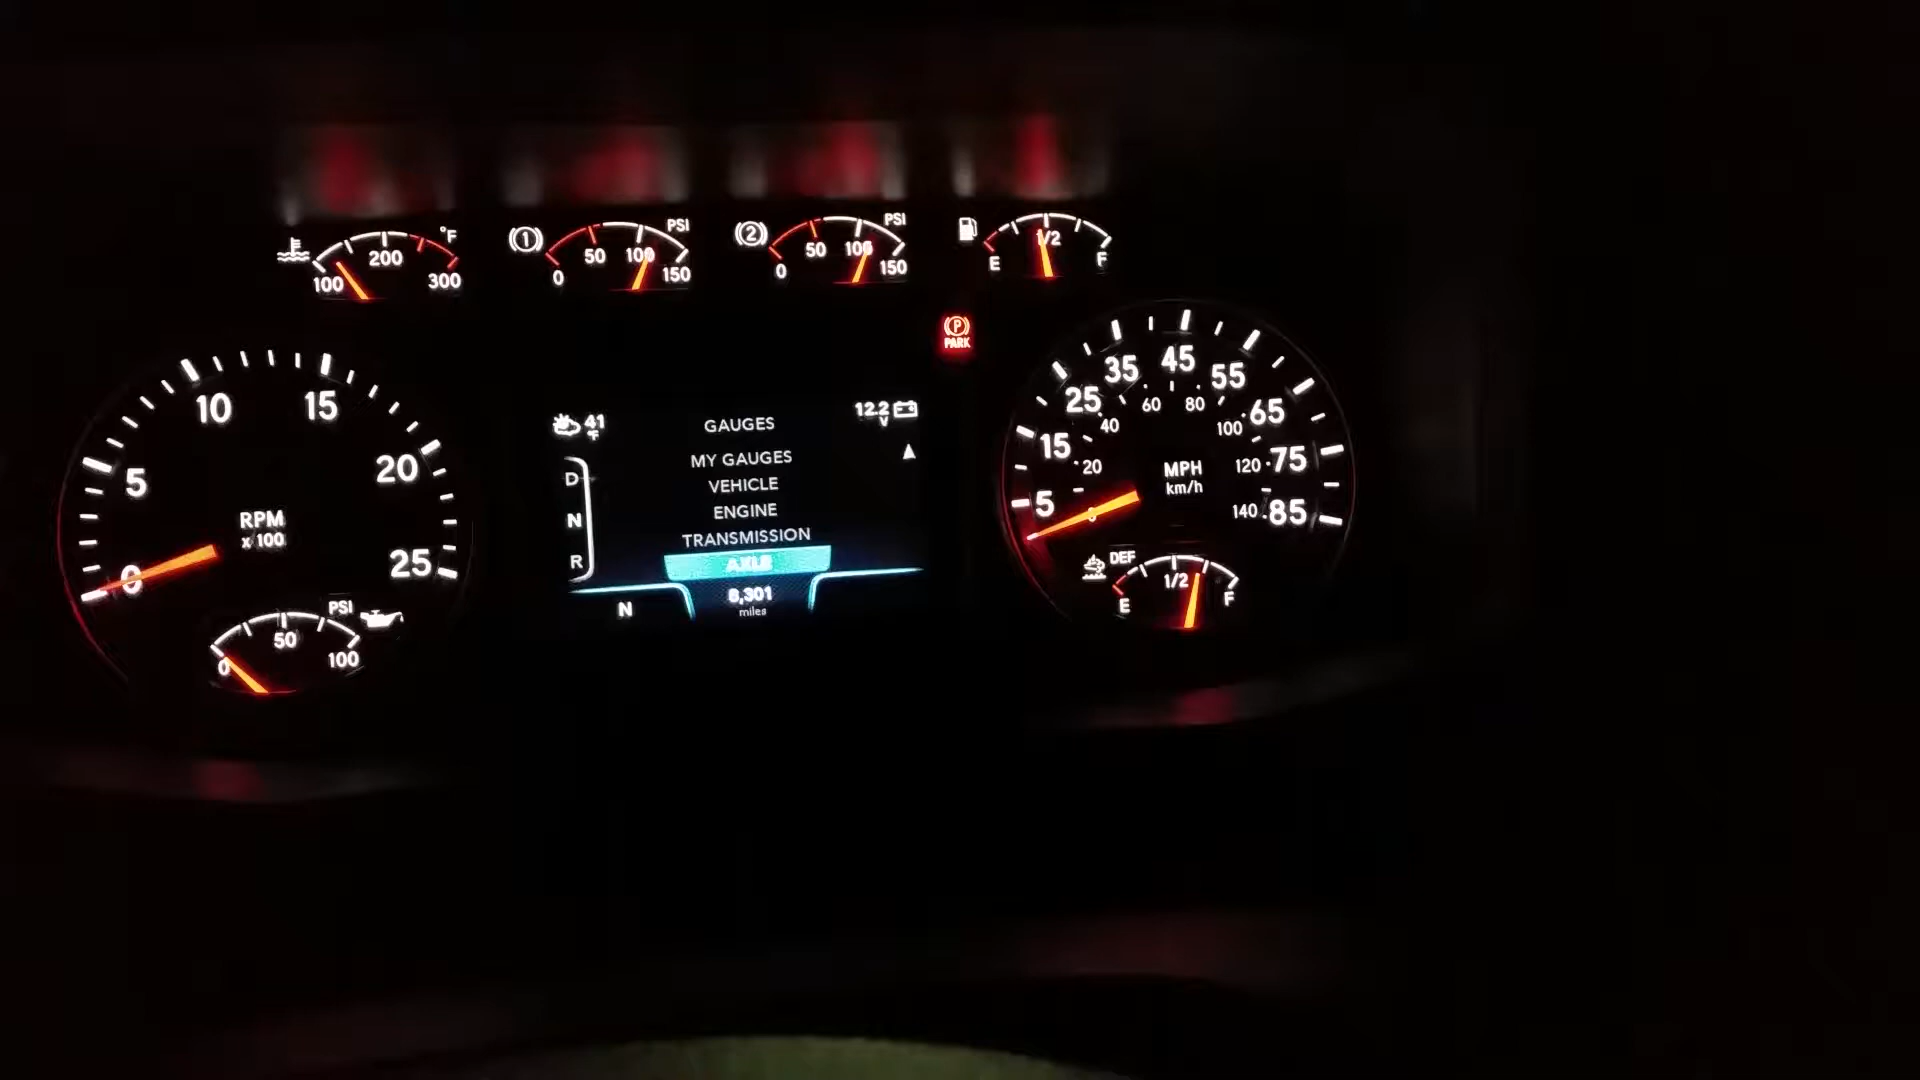 °F
200
100
300
1
PSI
50
100
0
150
2
PSI
50
100
0
150
1/2
E
F
P
PARK
5
10
15
20
25
0
RPM
x 100
PSI
0
50
100
41
°F
GAUGES
12.2
V
MY GAUGES
VEHICLE
ENGINE
TRANSMISSION
AXLE
D
N
R
N
8,301
miles
5
15
25
35
45
55
65
75
85
20
40
60
80
100
120
140
MPH
km/h
DEF
1/2
E
F